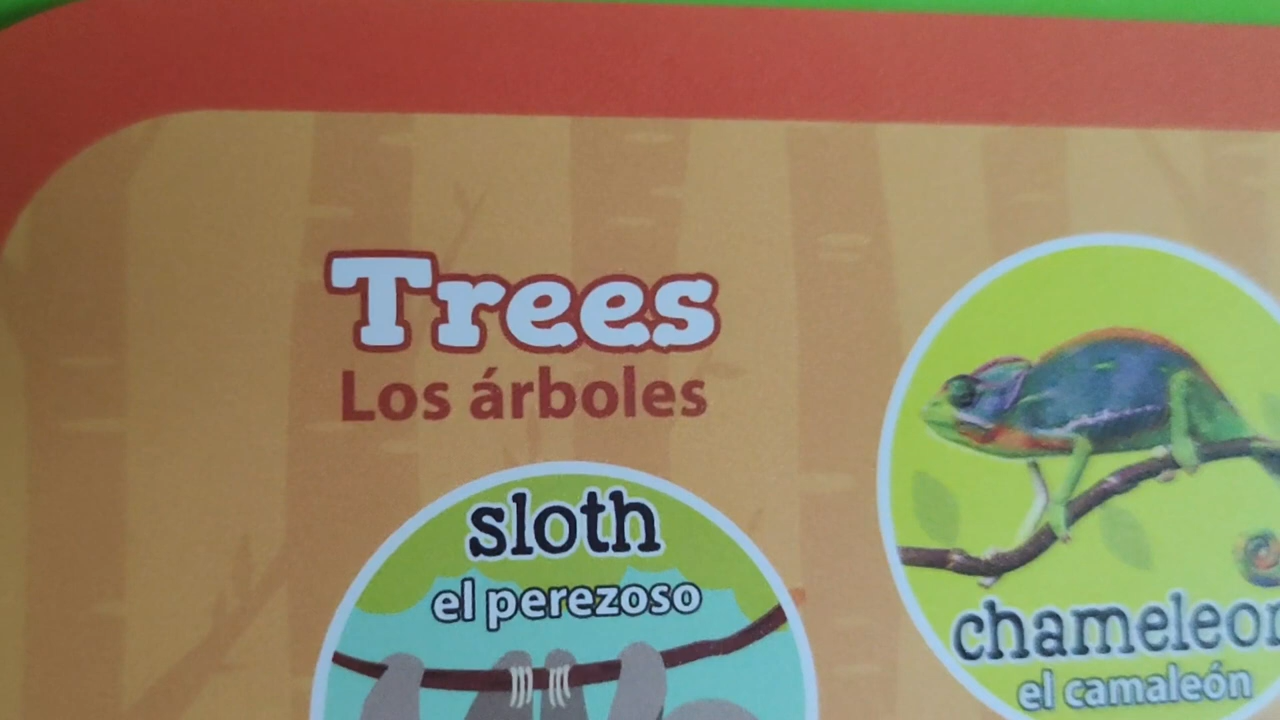 Trees
Los árboles
sloth
el perezoso
chameleon
el camaleón